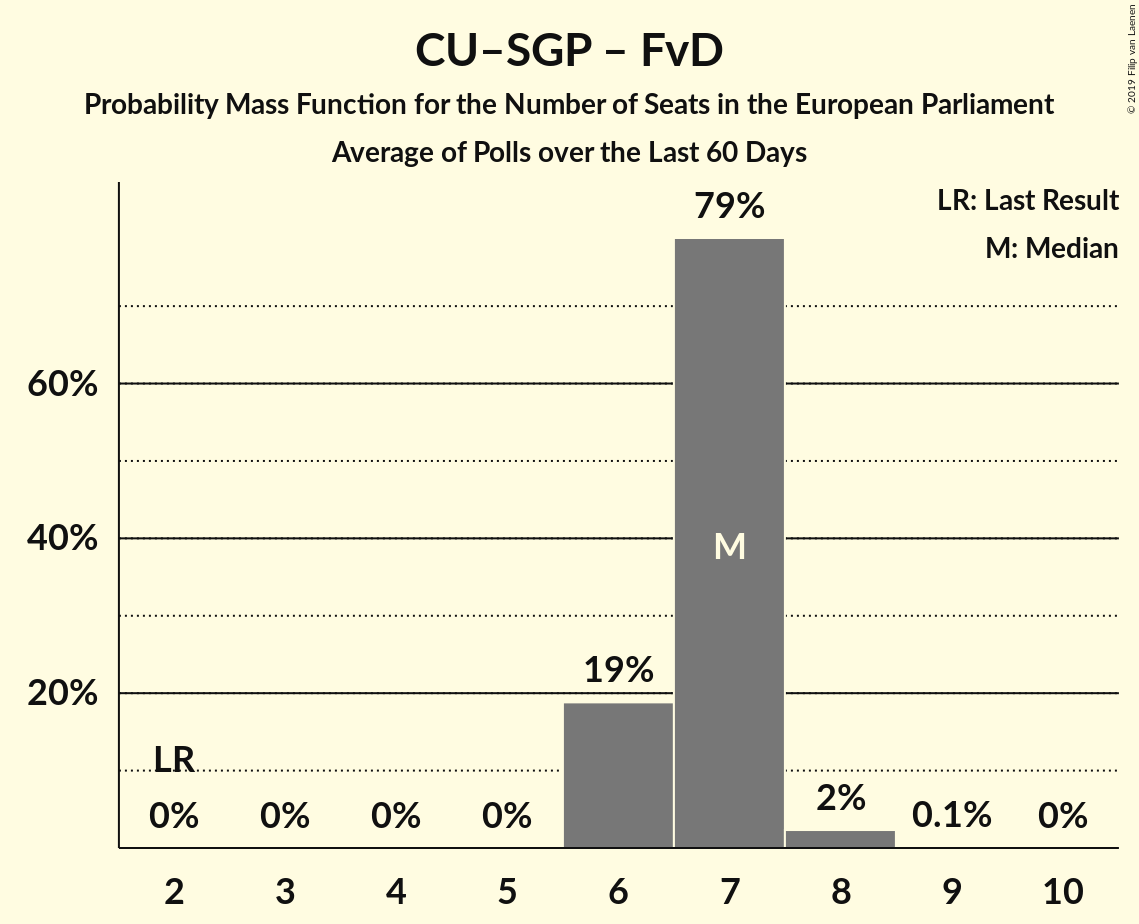 CU–SGP – FvD
Probability Mass Function for the Number of Seats in the European Parliament
Average of Polls over the Last 60 Days
© 2019 Filip van Laenen
LR: Last Result
M: Median
79%
60%
40%
M
19%
20%
LR
0% 0% 0% 0% 2% 0.1% 0%
2 3 4 5 6 7 8 9 10